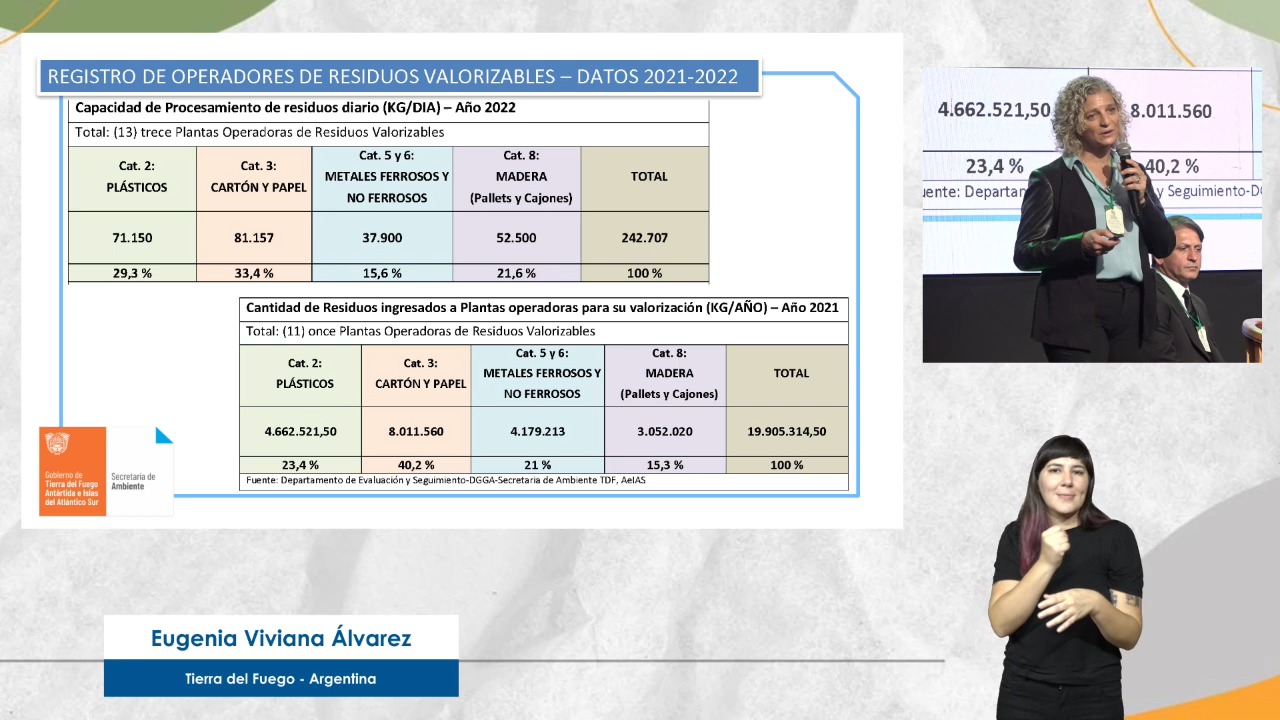 REGISTRO DE OPERADORES DE RESIDUOS VALORIZABLES – DATOS 2021-2022
Capacidad de Procesamiento de residuos diario (KG/DIA) – Año 2022
Total: (13) trece Plantas Operadoras de Residuos Valorizables
Cat. 2:
PLÁSTICOS
Cat. 3:
CARTÓN Y PAPEL
Cat. 5 y 6:
METALES FERROSOS Y
NO FERROSOS
Cat. 8:
MADERA
(Pallets y Cajones)
TOTAL
71.150 81.157 37.900 52.500 242.707
29,3 % 33,4 % 15,6 % 21,6 % 100 %
Cantidad de Residuos ingresados a Plantas operadoras para su valorización (KG/AÑO) – Año 2021
Total: (11) once Plantas Operadoras de Residuos Valorizables
Cat. 2:
PLÁSTICOS
Cat. 3:
CARTÓN Y PAPEL
Cat. 5 y 6:
METALES FERROSOS Y
NO FERROSOS
Cat. 8:
MADERA
(Pallets y Cajones)
TOTAL
4.662.521,50 8.011.560 4.179.213 3.052.020 19.905.314,50
23,4 % 40,2 % 21 % 15,3 % 100 %
Fuente: Departamento de Evaluación y Seguimiento-DGGA-Secretaria de Ambiente TDF, AeIAS
Gobierno de
Tierra del Fuego
Antártida e Islas
del Atlántico Sur
Secretaría de
Ambiente
4.662.521,50 8.011.560
23,4 % 40,2 %
uente: Departan y Seguimiento-DG
Eugenia Viviana Álvarez
Tierra del Fuego - Argentina